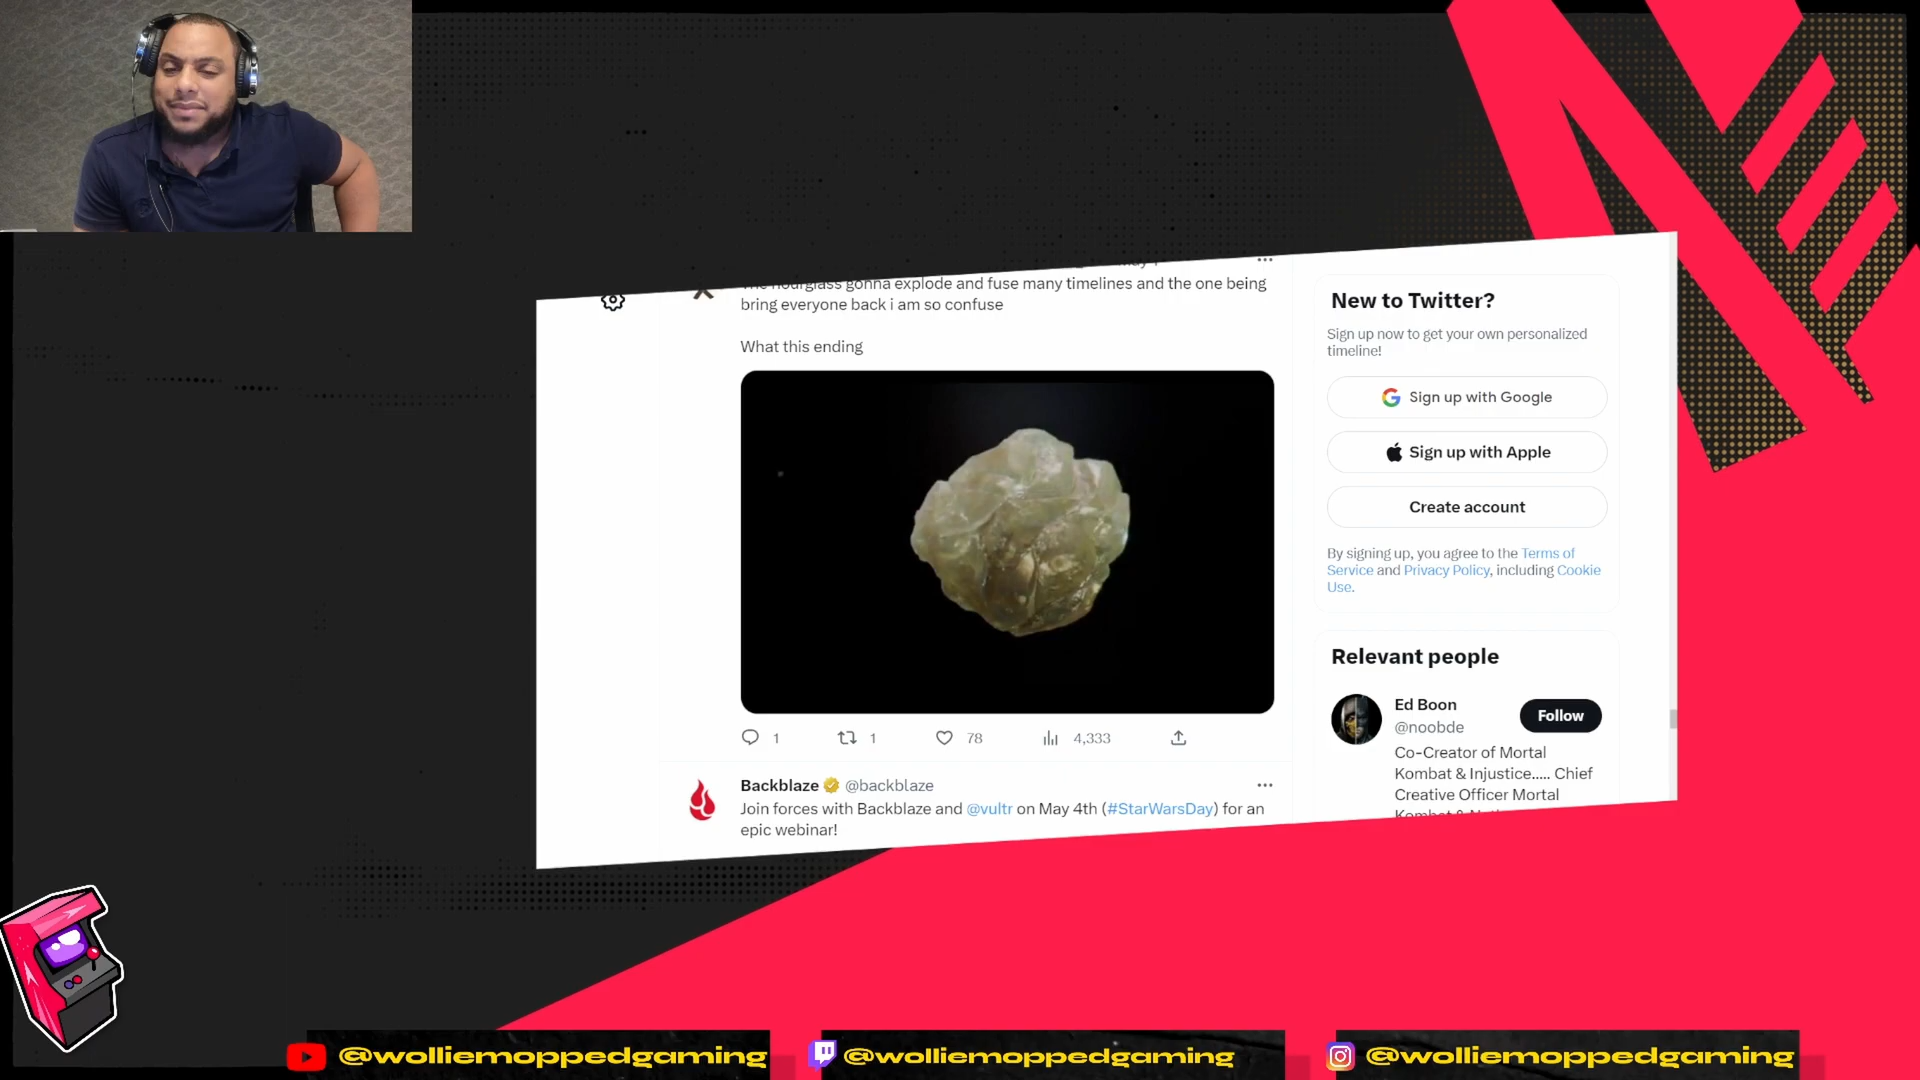 hourglass gonna explode and fuse many timelines and the one being
bring everyone back i am so confuse
What this ending
1
1
78
4,333
Backblaze @backblaze
Join forces with Backblaze and @vultr on May 4th (#StarWarsDay) for an
epic webinar!
New to Twitter?
Sign up now to get your own personalized
timeline!
Sign up with Google
Sign up with Apple
Create account
By signing up, you agree to the Terms of
Service and Privacy Policy, including Cookie
Use.
Relevant people
Ed Boon
@noobde
Follow
Co-Creator of Mortal
Kombat & Injustice..... Chief
Creative Officer Mortal
@wolliemoppedgaming
@wolliemoppedgaming
@wolliemoppedgaming